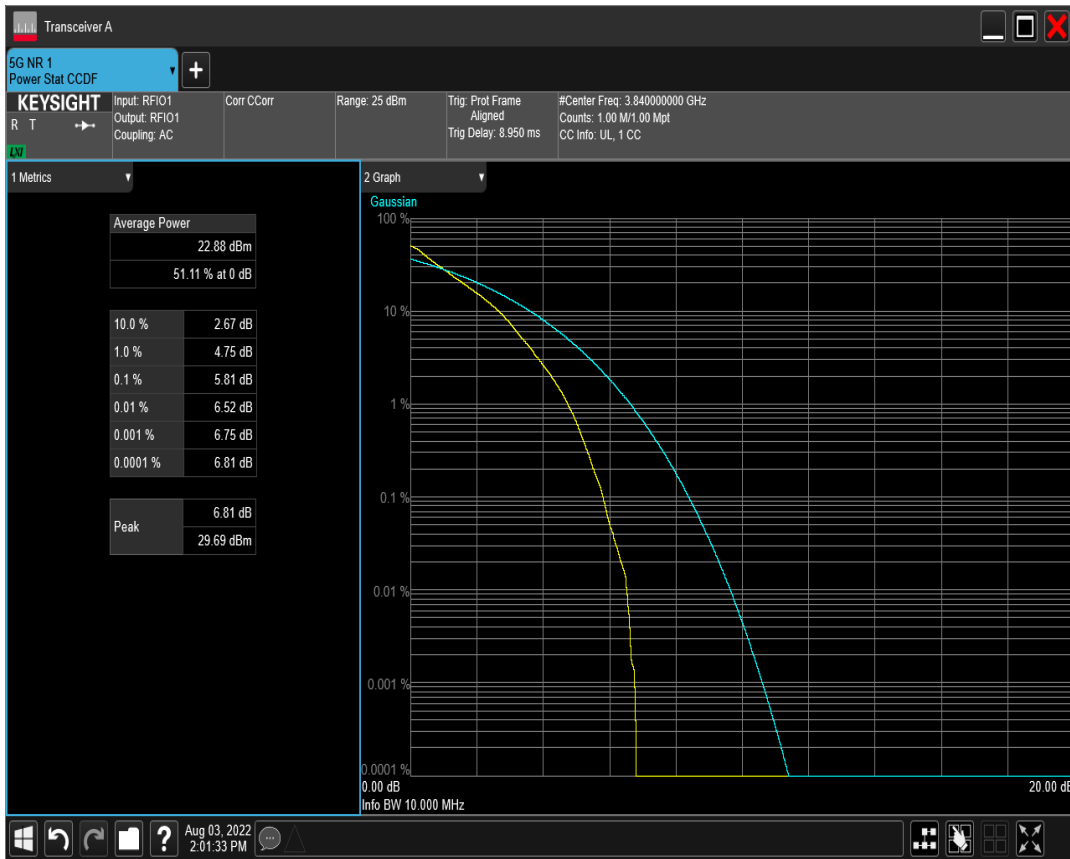 Transceiver A
5G NR 1
Power Stat CCDF
KEYSIGHT
R T
LXI
Input: RFIO1
Output: RFIO1
Coupling: AC
Corr CCorr
Range: 25 dBm
Trig: Prot Frame
Aligned
Trig Delay: 8.950 ms
#Center Freq: 3.840000000 GHz
Counts: 1.00 M/1.00 Mpt
CC Info: UL, 1 CC
1 Metrics
Average Power
22.88 dBm
51.11 % at 0 dB
10.0 % 2.67 dB
1.0 % 4.75 dB
0.1 % 5.81 dB
0.01 % 6.52 dB
0.001 % 6.75 dB
0.0001 % 6.81 dB
Peak
6.81 dB
29.69 dBm
2 Graph
Gaussian
100 %
10 %
1 %
0.1 %
0.01 %
0.001 %
0.0001 %
0.00 dB 20.00 dB
Info BW 10.000 MHz
?
Aug 03, 2022
2:01:33 PM